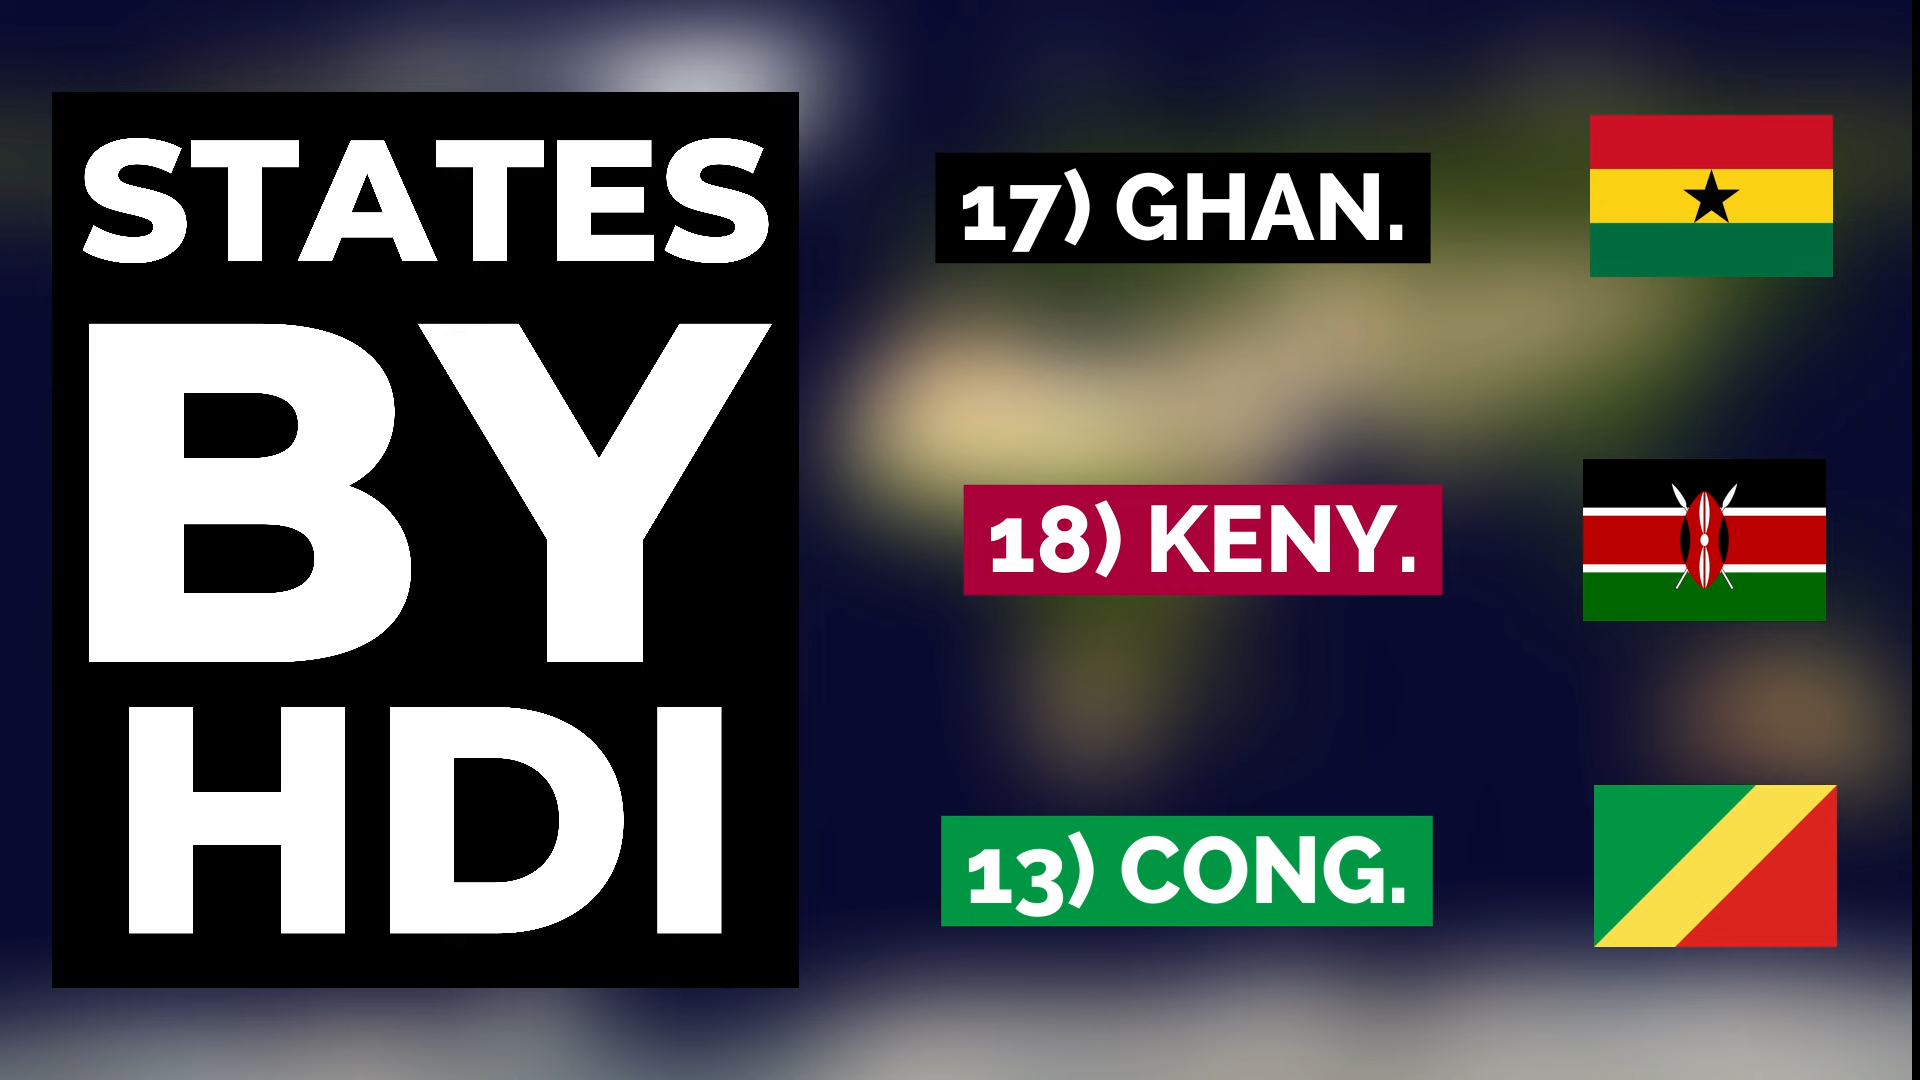 STATES
BY
HDI
17) GHAN.
18) KENY.
13) CONG.